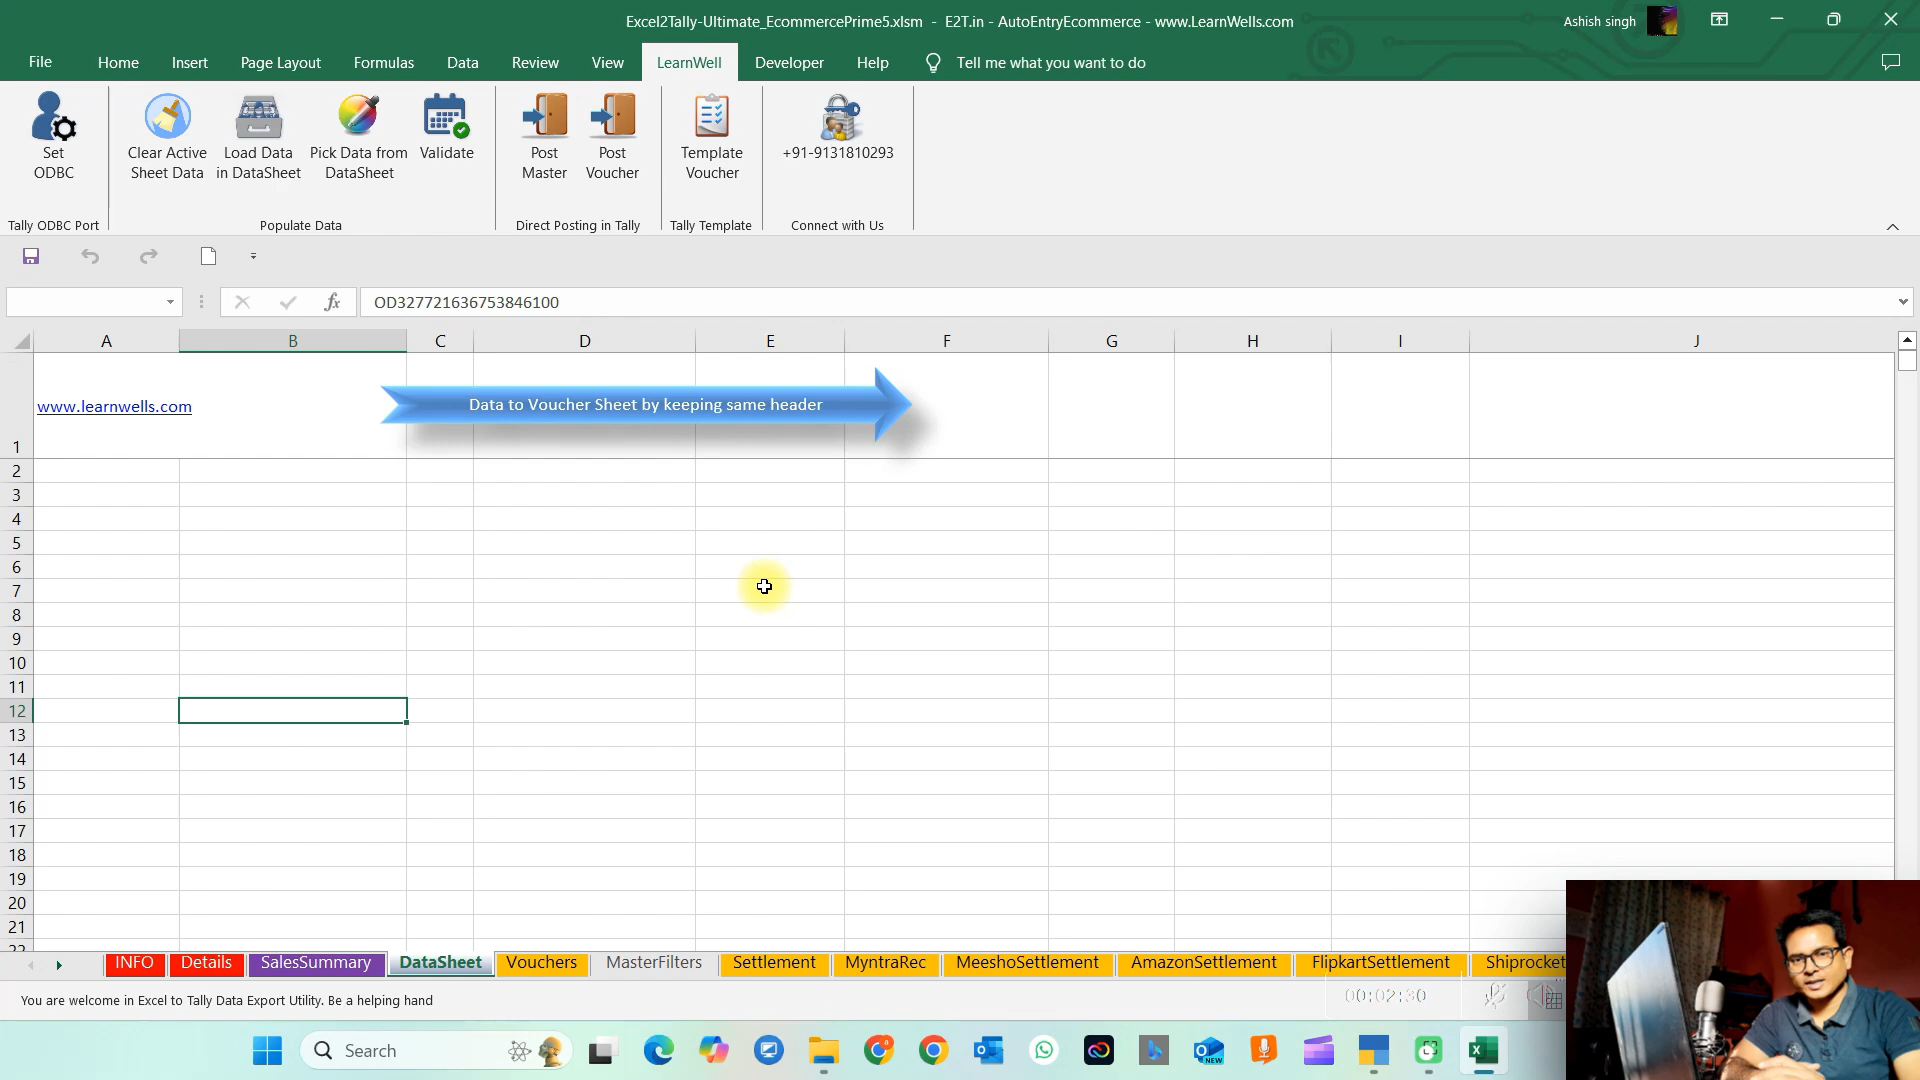 Excel2Tally-Ultimate_EcommercePrime5.xlsm - E2T.in - AutoEntryEcommerce - www.LearnWells.com
Ashish singh
File Home Insert Page Layout Formulas Data Review View LearnWell Developer Help Tell me what you want to do
Set ODBC
Clear Active Sheet Data
Load Data in DataSheet
Pick Data from DataSheet
Validate
Post Master
Post Voucher
Template Voucher
+91-9131810293
Tally ODBC Port
Populate Data
Direct Posting in Tally
Tally Template
Connect with Us
fx OD327721636753846100
A B C D E F G H I J
www.learnwells.com
Data to Voucher Sheet by keeping same header
1
2
3
4
5
6
7
8
9
10
11
12
13
14
15
16
17
18
19
20
21
22
INFO Details SalesSummary DataSheet Vouchers MasterFilters Settlement MyntraRec MeeshoSettlement AmazonSettlement FlipkartSettlement Shiprocket
You are welcome in Excel to Tally Data Export Utility. Be a helping hand
00:02:30
Search
NEW